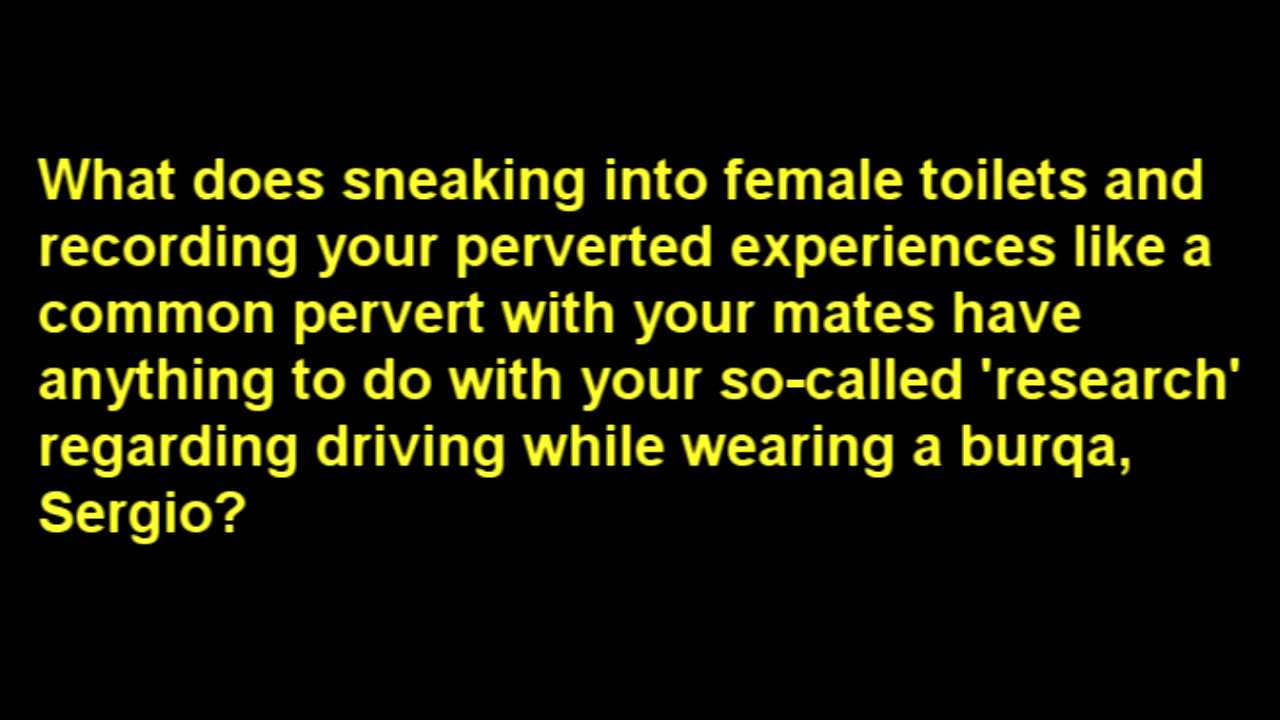 What does sneaking into female toilets and
recording your perverted experiences like a
common pervert with your mates have
anything to do with your so-called 'research'
regarding driving while wearing a burqa,
Sergio?